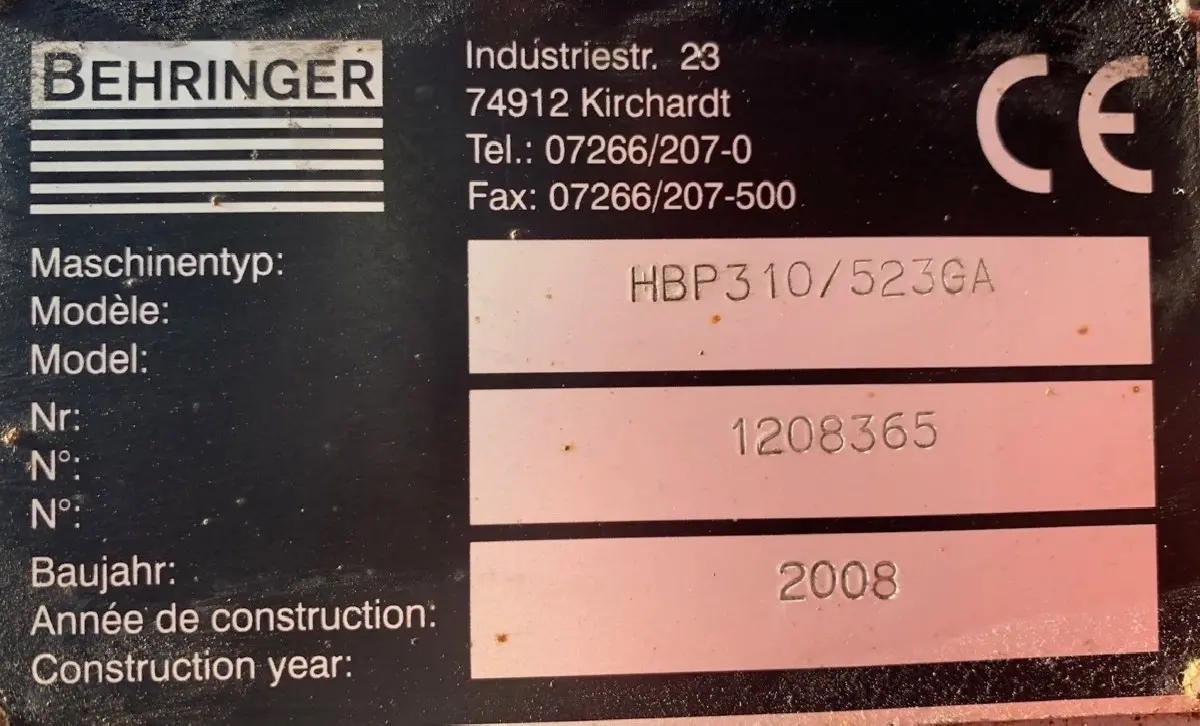 BEHRINGER
Industriestr. 23
74912 Kirchardt
Tel.: 07266/207-0
Fax: 07266/207-500
CE
Maschinentyp:
Modèle:
Model:
HBP310/523GA
Nr:
N°:
N°:
1208365
Baujahr:
Année de construction:
Construction year:
2008